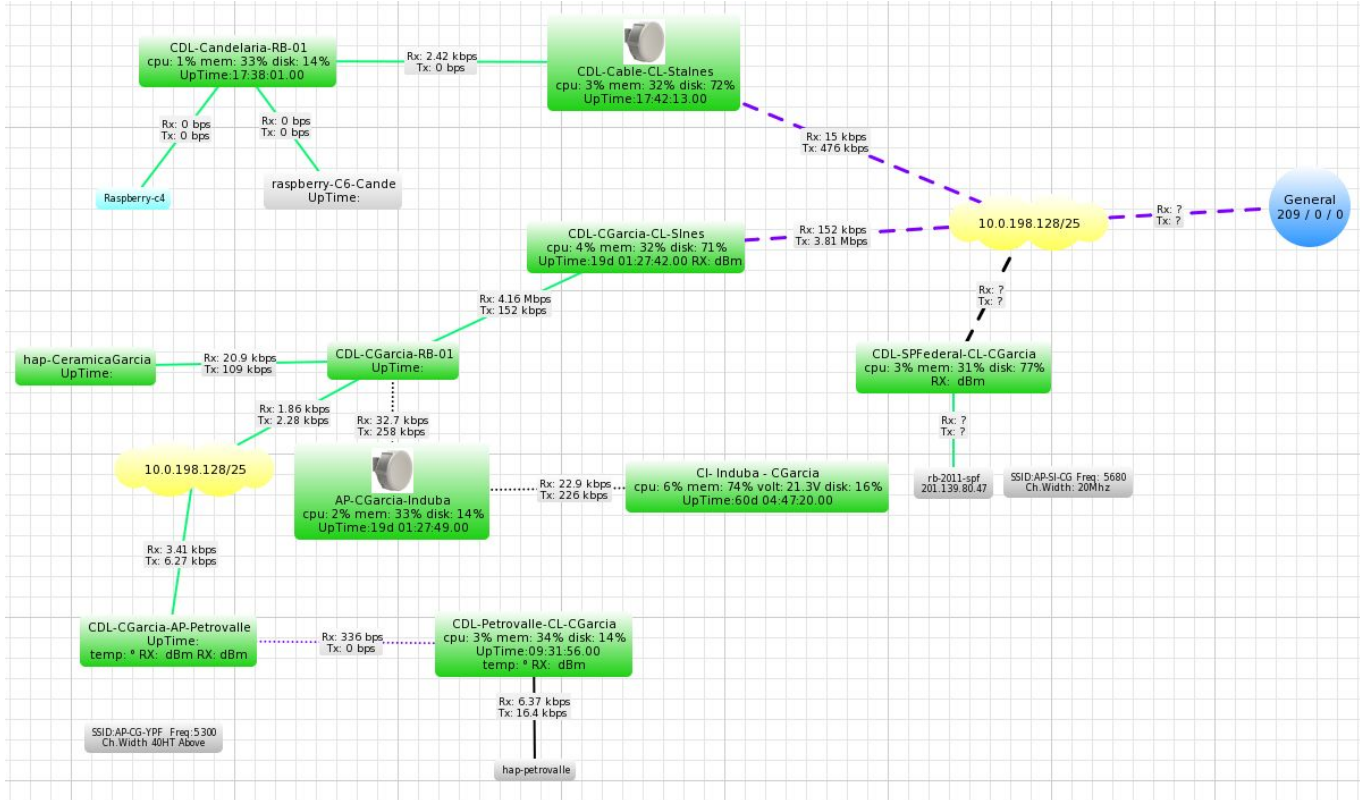 CDL-Candelaria-RB-01
cpu: 1% mem: 33% disk: 14%
UpTime:17:38:01.00
Rx: 2.42 kbps
Tx: 0 bps
CDL-Cable-CL-StaInes
cpu: 3% mem: 32% disk: 72%
UpTime:17:42:13.00
Rx: 0 bps
Tx: 0 bps
Rx: 0 bps
Tx: 0 bps
Rx: 15 kbps
Tx: 476 kbps
Raspberry-c4
raspberry-C6-Cande
UpTime:
General
209 / 0 / 0
Rx: ?
Tx: ?
10.0.198.128/25
CDL-CGarcia-CL-SInes
cpu: 4% mem: 32% disk: 71%
UpTime:19d 01:27:42.00 RX: dBm
Rx: 152 kbps
Tx: 3.81 Mbps
Rx: 4.16 Mbps
Tx: 152 kbps
Rx: ?
Tx: ?
hap-CeramicaGarcia
UpTime:
Rx: 20.9 kbps
Tx: 109 kbps
CDL-CGarcia-RB-01
UpTime:
CDL-SPFederal-CL-CGarcia
cpu: 3% mem: 31% disk: 77%
RX: dBm
Rx: 1.86 kbps
Tx: 2.28 kbps
Rx: 32.7 kbps
Tx: 258 kbps
Rx: ?
Tx: ?
10.0.198.128/25
AP-CGarcia-Induba
cpu: 2% mem: 33% disk: 14%
UpTime:19d 01:27:49.00
Rx: 22.9 kbps
Tx: 226 kbps
Cl- Induba - CGarcia
cpu: 6% mem: 74% volt: 21.3V disk: 16%
UpTime:60d 04:47:20.00
rb-2011-spf
201.139.80.47
SSID:AP-SI-CG Freq: 5680
Ch.Width: 20Mhz
Rx: 3.41 kbps
Tx: 6.27 kbps
CDL-CGarcia-AP-Petrovalle
UpTime:
temp: ° RX: dBm RX: dBm
Rx: 336 bps
Tx: 0 bps
CDL-Petrovalle-CL-CGarcia
cpu: 3% mem: 34% disk: 14%
UpTime:09:31:56.00
temp: ° RX: dBm
Rx: 6.37 kbps
Tx: 16.4 kbps
SSID:AP-CG-YPF Freq:5300
Ch.Width 40HT Above
hap-petrovalle